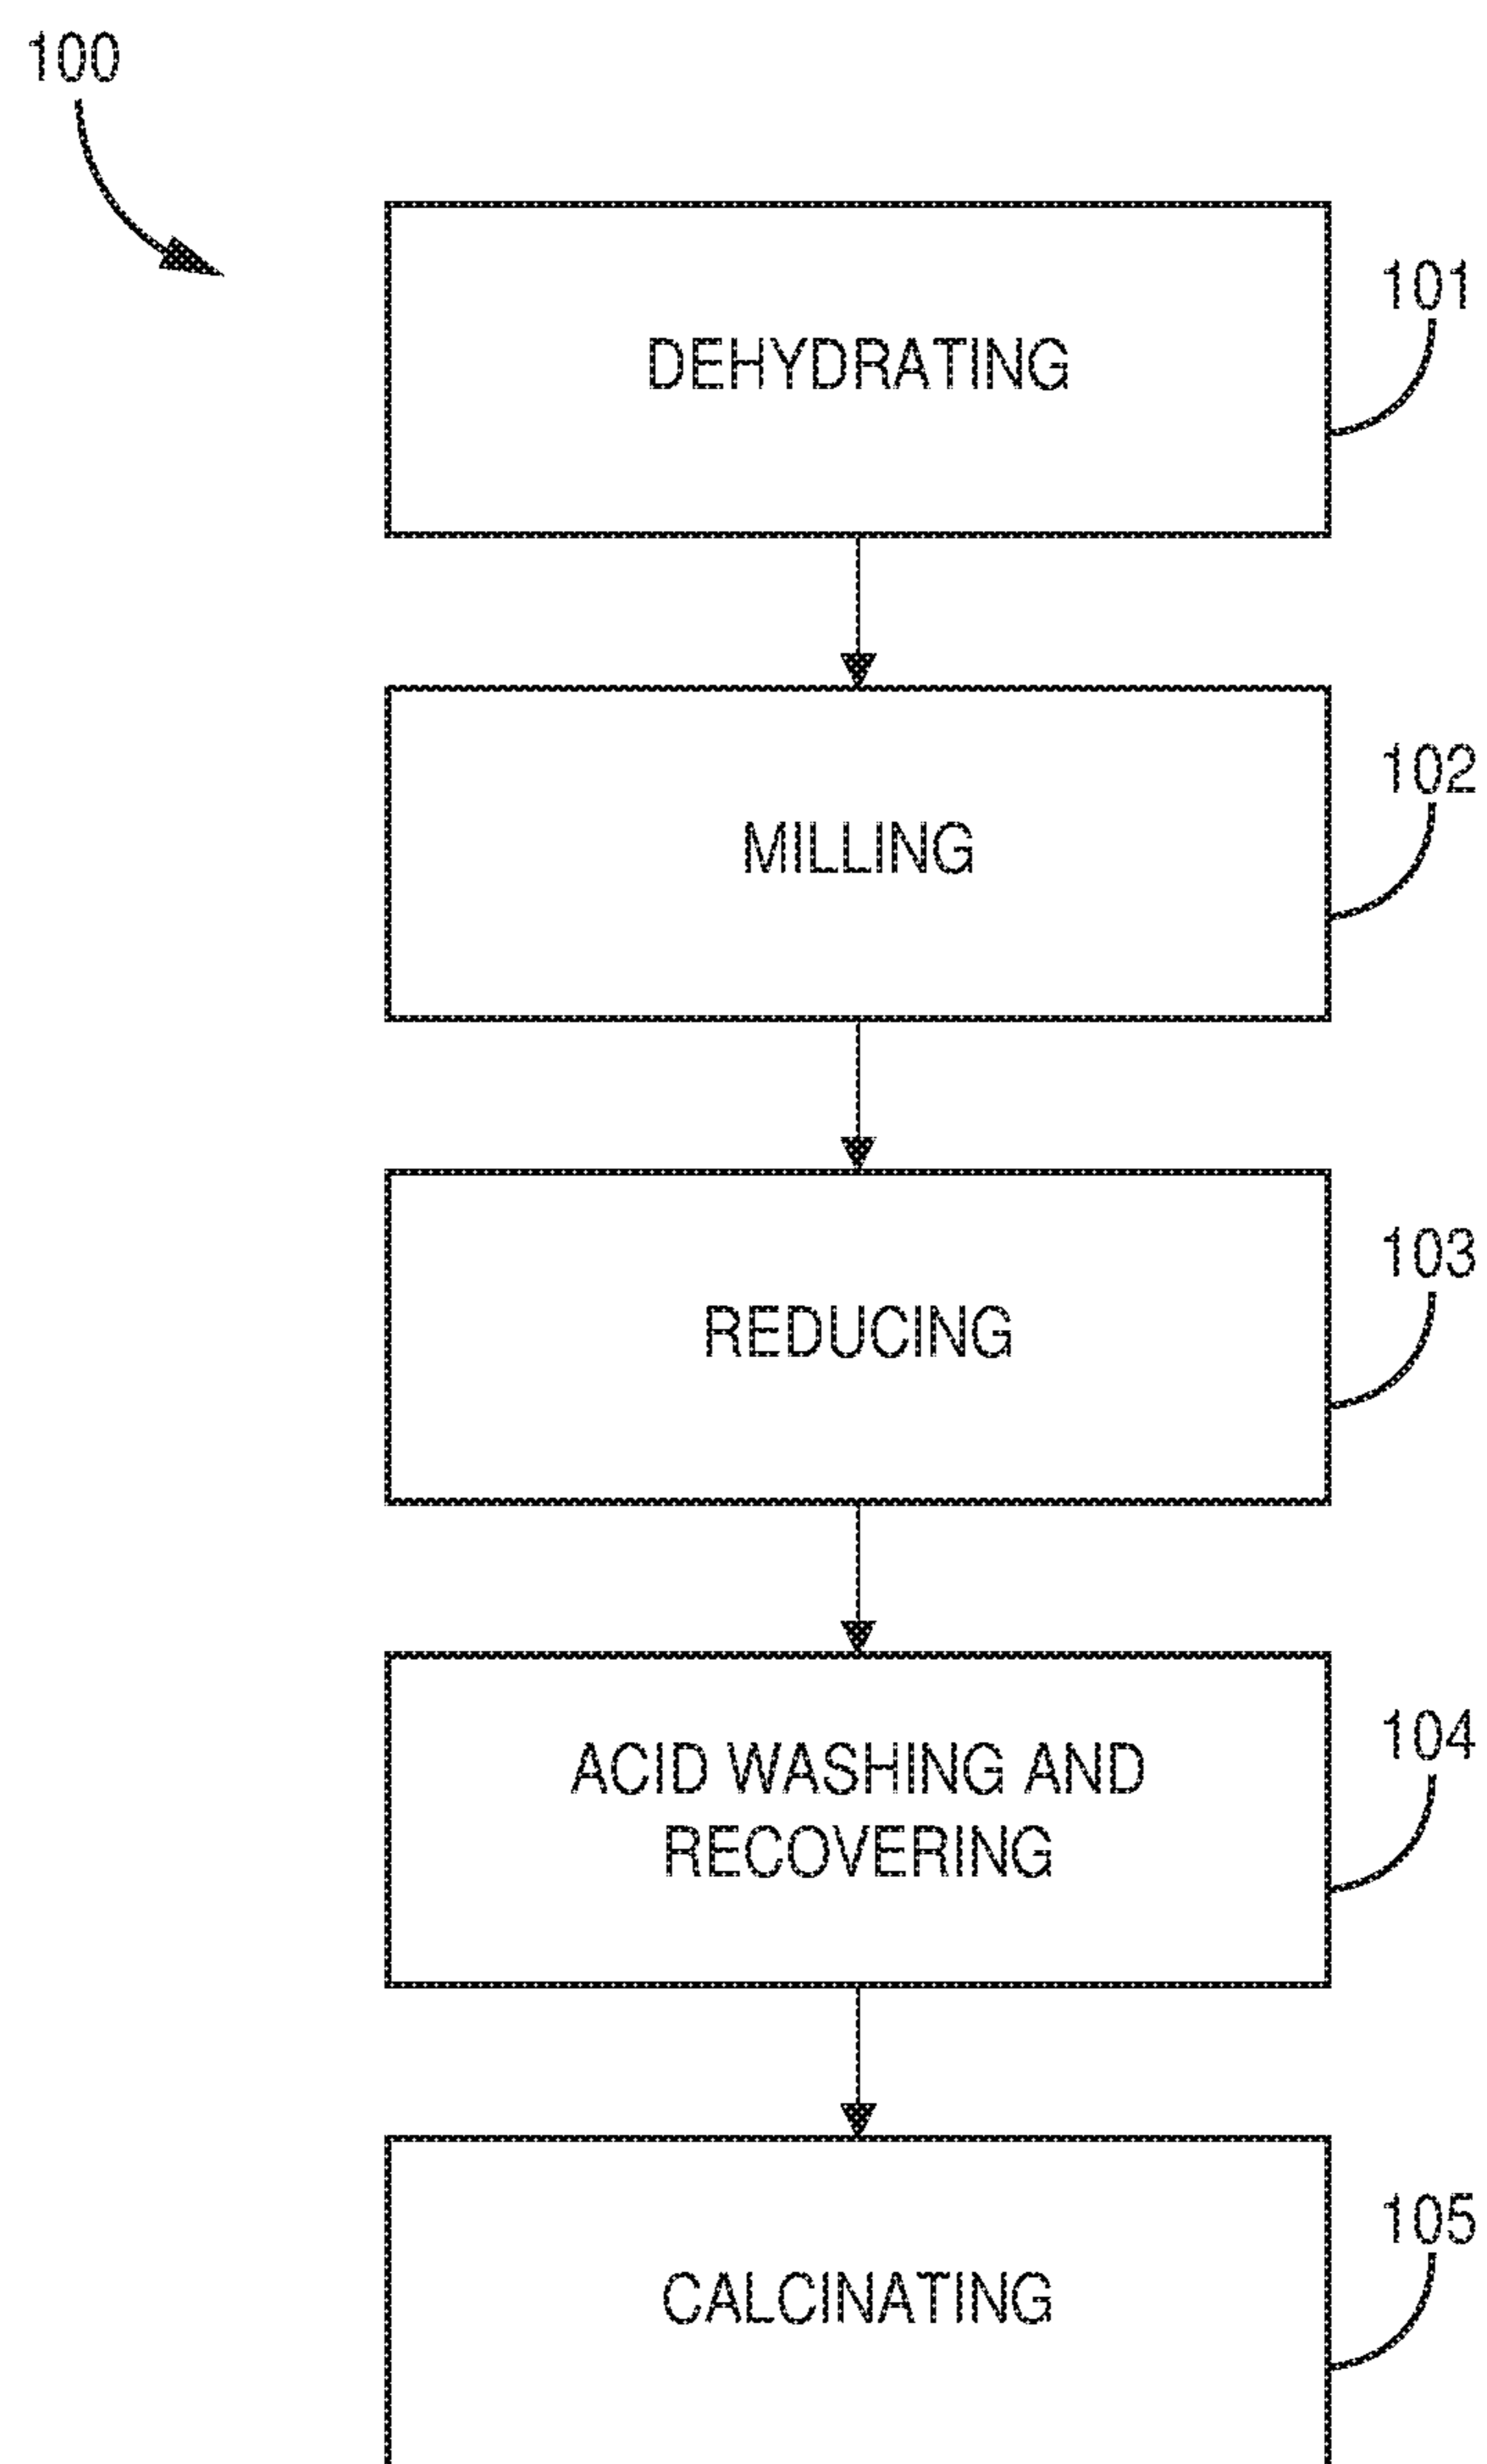 100
DEHYDRATING
101
MILLING
102
REDUCING
103
ACID WASHING AND
RECOVERING
104
CALCINATING
105